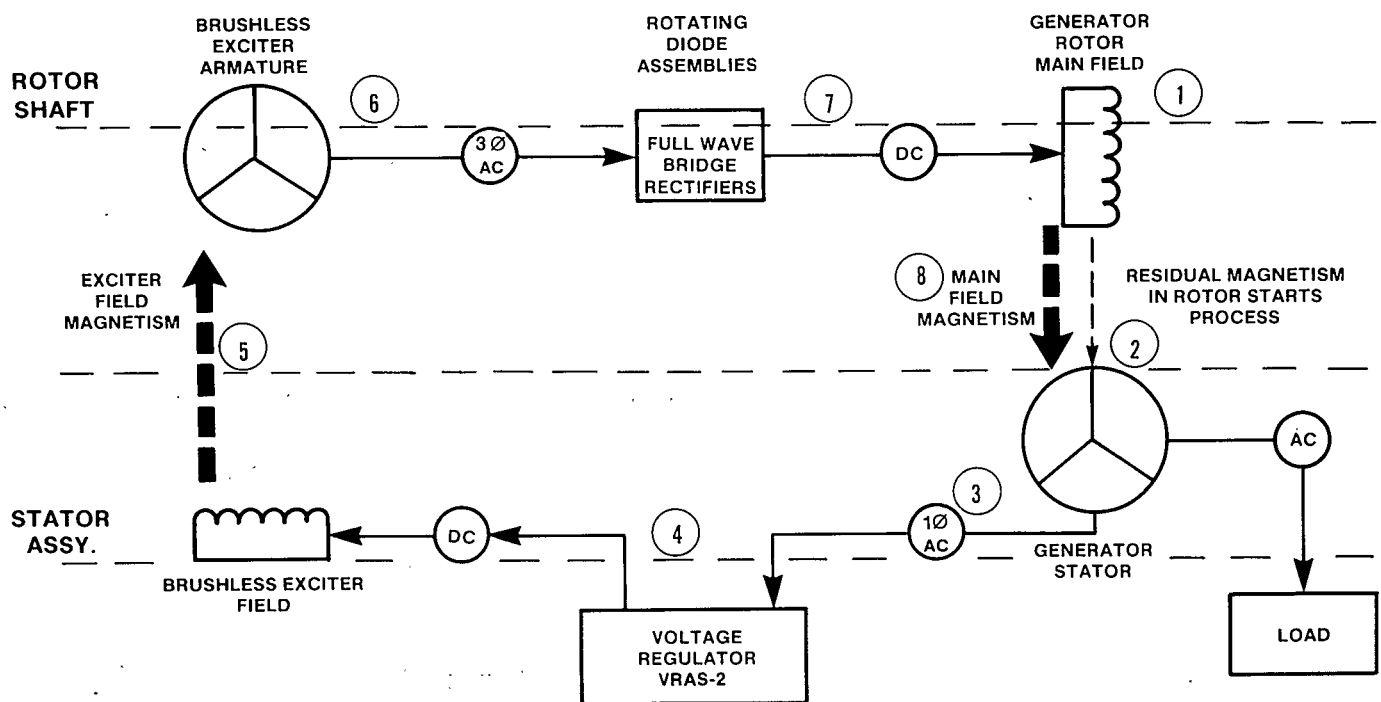 BRUSHLESS
EXCITER
ARMATURE
ROTATING
DIODE
ASSEMBLIES
GENERATOR
ROTOR
MAIN FIELD
ROTOR
SHAFT
6
7
1
3Ø
AC
FULL WAVE
BRIDGE
RECTIFIERS
DC
EXCITER
FIELD
MAGNETISM
5
8
MAIN
FIELD
MAGNETISM
RESIDUAL MAGNETISM
IN ROTOR STARTS
PROCESS
2
AC
STATOR
ASSY.
DC
4
3
1Ø
AC
GENERATOR
STATOR
BRUSHLESS EXCITER
FIELD
VOLTAGE
REGULATOR
VRAS-2
LOAD